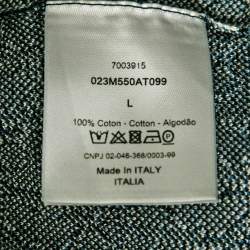 7003915
023M550AT099
L
100% Coton - Cotton - Algodão
CNPJ 02-046-368/0003-99
Made in ITALY
ITALIA